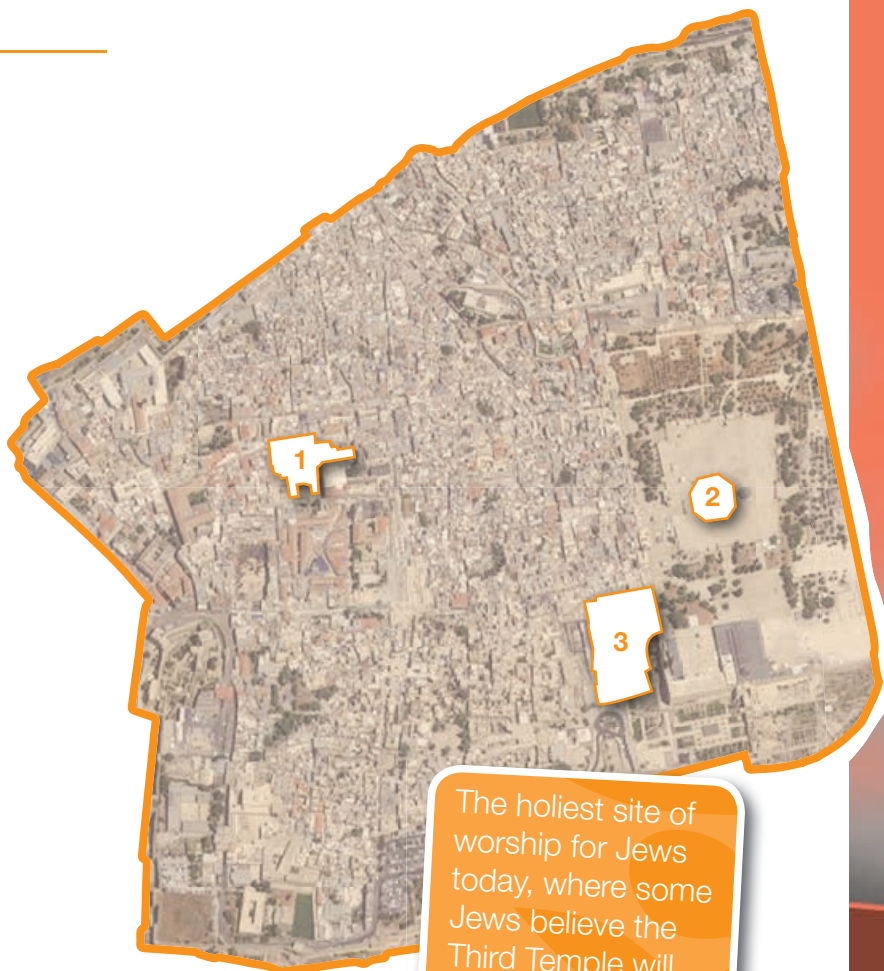 1
2
3
The holiest site of
worship for Jews
today, where some
Jews believe the
Third Temple will